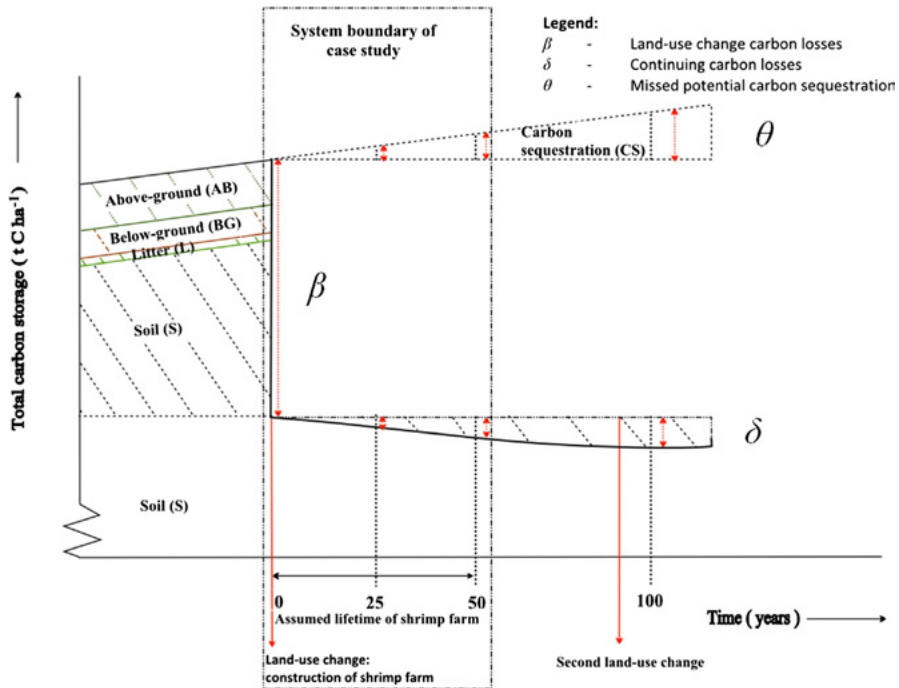 System boundary of
case study
Legend:
β - Land-use change carbon losses
δ - Continuing carbon losses
θ - Missed potential carbon sequestration
Total carbon storage ( t C ha⁻¹)
Above-ground (AB)
Below-ground (BG)
Litter (L)
Soil (S)
Soil (S)
β
Carbon
sequestration (CS)
θ
δ
0 25 50 100
Assumed lifetime of shrimp farm
Time ( years )
Land-use change:
construction of shrimp farm
Second land-use change